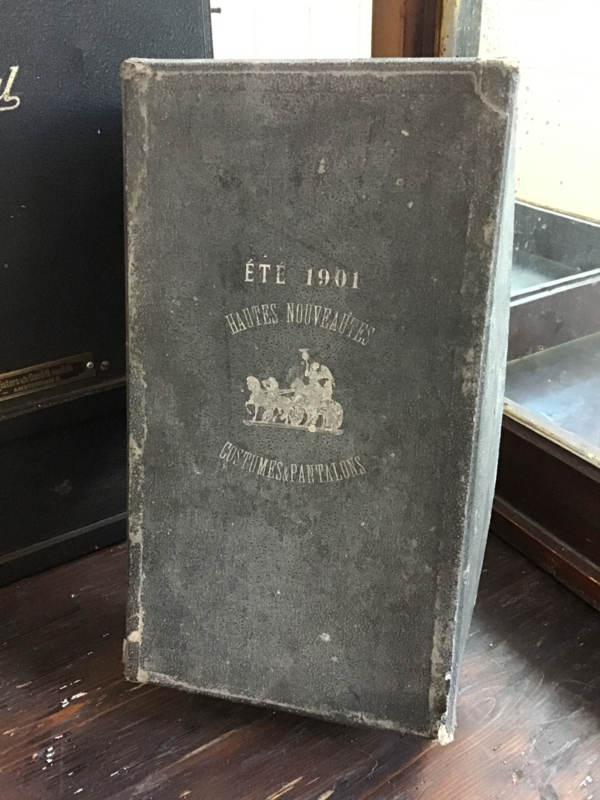 ÉTÉ 1901
HAUTES NOUVEAUTÉS
COSTUMES & PANTALONS